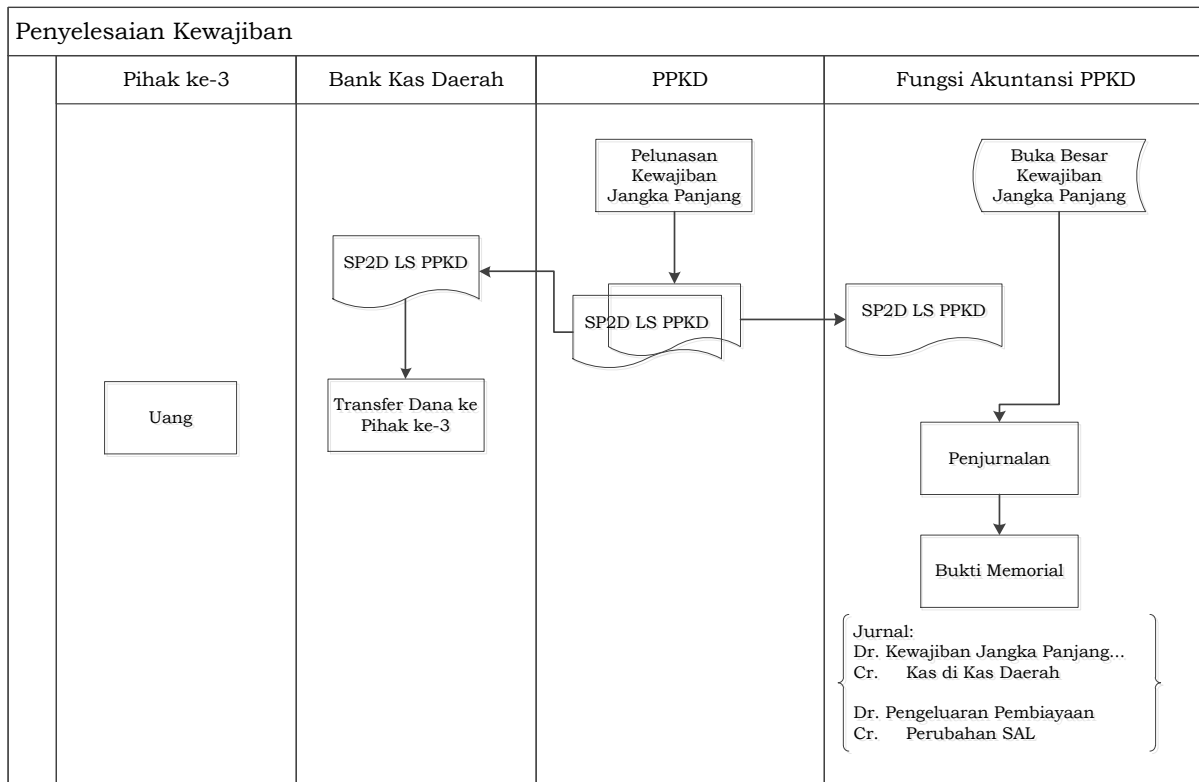 Penyelesaian Kewajiban
Pihak ke-3
Bank Kas Daerah
PPKD
Fungsi Akuntansi PPKD
Pelunasan
Kewajiban
Jangka Panjang
Buka Besar
Kewajiban
Jangka Panjang
SP2D LS PPKD
SP2D LS PPKD
SP2D LS PPKD
Uang
Transfer Dana ke
Pihak ke-3
Penjurnalan
Bukti Memorial
Jurnal:
Dr. Kewajiban Jangka Panjang...
Cr. Kas di Kas Daerah
Dr. Pengeluaran Pembiayaan
Cr. Perubahan SAL